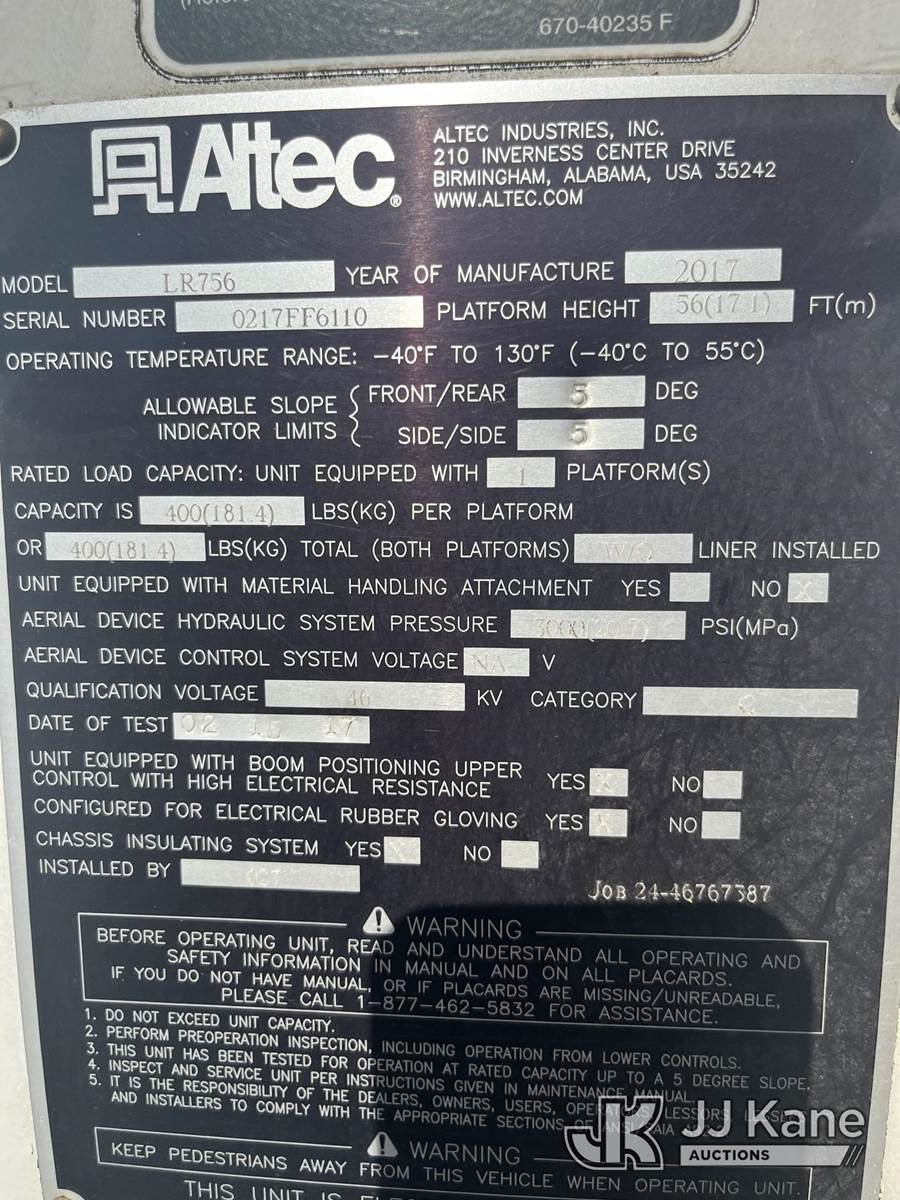 670-40235 F
Altec®
ALTEC INDUSTRIES, INC.
210 INVERNESS CENTER DRIVE
BIRMINGHAM, ALABAMA, USA 35242
WWW.ALTEC.COM
MODEL LR756 YEAR OF MANUFACTURE 2017
SERIAL NUMBER 0217FF6110 PLATFORM HEIGHT 56(17.1) FT(m)
OPERATING TEMPERATURE RANGE: -40°F TO 130°F (-40°C TO 55°C)
ALLOWABLE SLOPE INDICATOR LIMITS { FRONT/REAR 5 DEG
SIDE/SIDE 5 DEG
RATED LOAD CAPACITY: UNIT EQUIPPED WITH 1 PLATFORM(S)
CAPACITY IS 400(181.4) LBS(KG) PER PLATFORM
OR 400(181.4) LBS(KG) TOTAL (BOTH PLATFORMS) W/O LINER INSTALLED
UNIT EQUIPPED WITH MATERIAL HANDLING ATTACHMENT YES NO X
AERIAL DEVICE HYDRAULIC SYSTEM PRESSURE 3000(20.7) PSI(MPa)
AERIAL DEVICE CONTROL SYSTEM VOLTAGE NA V
QUALIFICATION VOLTAGE 46 KV CATEGORY C
DATE OF TEST 02 15 17
UNIT EQUIPPED WITH BOOM POSITIONING UPPER
CONTROL WITH HIGH ELECTRICAL RESISTANCE YES X NO
CONFIGURED FOR ELECTRICAL RUBBER GLOVING YES X NO
CHASSIS INSULATING SYSTEM YES X NO
INSTALLED BY
JOB 24-46767387
WARNING
BEFORE OPERATING UNIT, READ AND UNDERSTAND ALL OPERATING AND
SAFETY INFORMATION IN MANUAL AND ON ALL PLACARDS.
IF YOU DO NOT HAVE MANUAL, OR IF PLACARDS ARE MISSING/UNREADABLE,
PLEASE CALL 1-877-462-5832 FOR ASSISTANCE.
1. DO NOT EXCEED UNIT CAPACITY.
2. PERFORM PREOPERATION INSPECTION, INCLUDING OPERATION FROM LOWER CONTROLS.
3. THIS UNIT HAS BEEN TESTED FOR OPERATION AT RATED CAPACITY UP TO A 5 DEGREE SLOPE.
4. INSPECT AND SERVICE UNIT PER INSTRUCTIONS GIVEN IN MAINTENANCE MANUAL.
5. IT IS THE RESPONSIBILITY OF THE DEALERS, OWNERS, USERS, LESSORS,
AND INSTALLERS TO COMPLY WITH THE APPROPRIATE SECTIONS OF
JJ Kane
AUCTIONS
WARNING
KEEP PEDESTRIANS AWAY FROM THIS VEHICLE WHEN OPERATING UNIT.
THIS UNIT IS